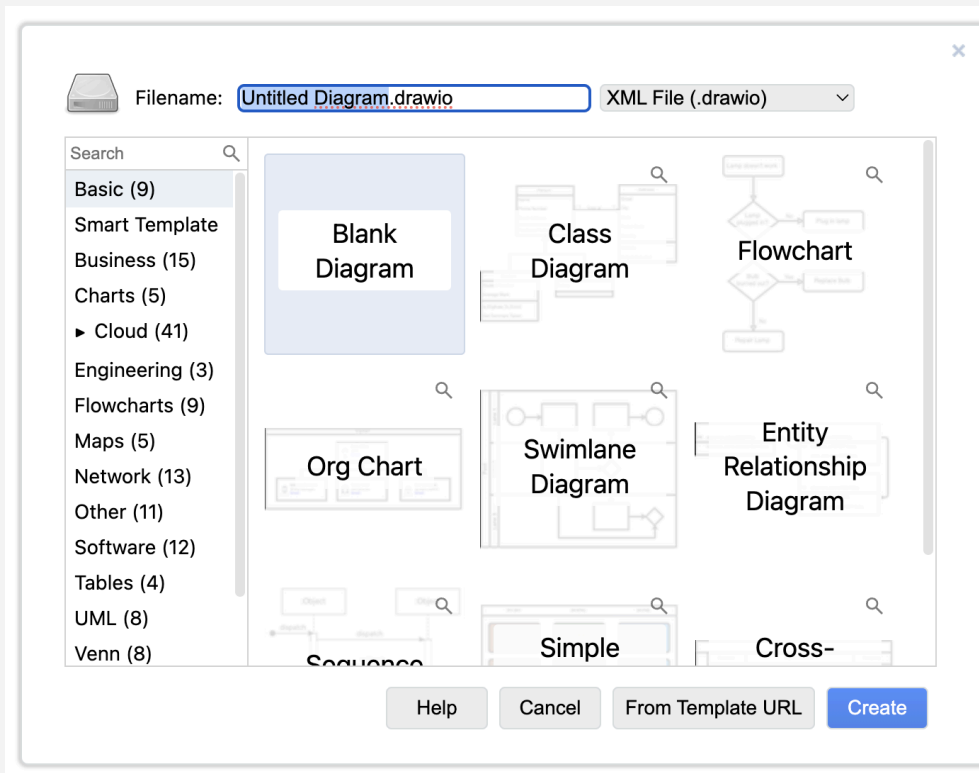 ×
Filename: Untitled Diagram.drawio XML File (.drawio)
Search
Basic (9)
Smart Template
Business (15)
Charts (5)
► Cloud (41)
Engineering (3)
Flowcharts (9)
Maps (5)
Network (13)
Other (11)
Software (12)
Tables (4)
UML (8)
Venn (8)
Blank
Diagram
Class
Diagram
Flowchart
Org Chart
Swimlane
Diagram
Entity
Relationship
Diagram
Sequence
Simple
Cross-
Help Cancel From Template URL Create